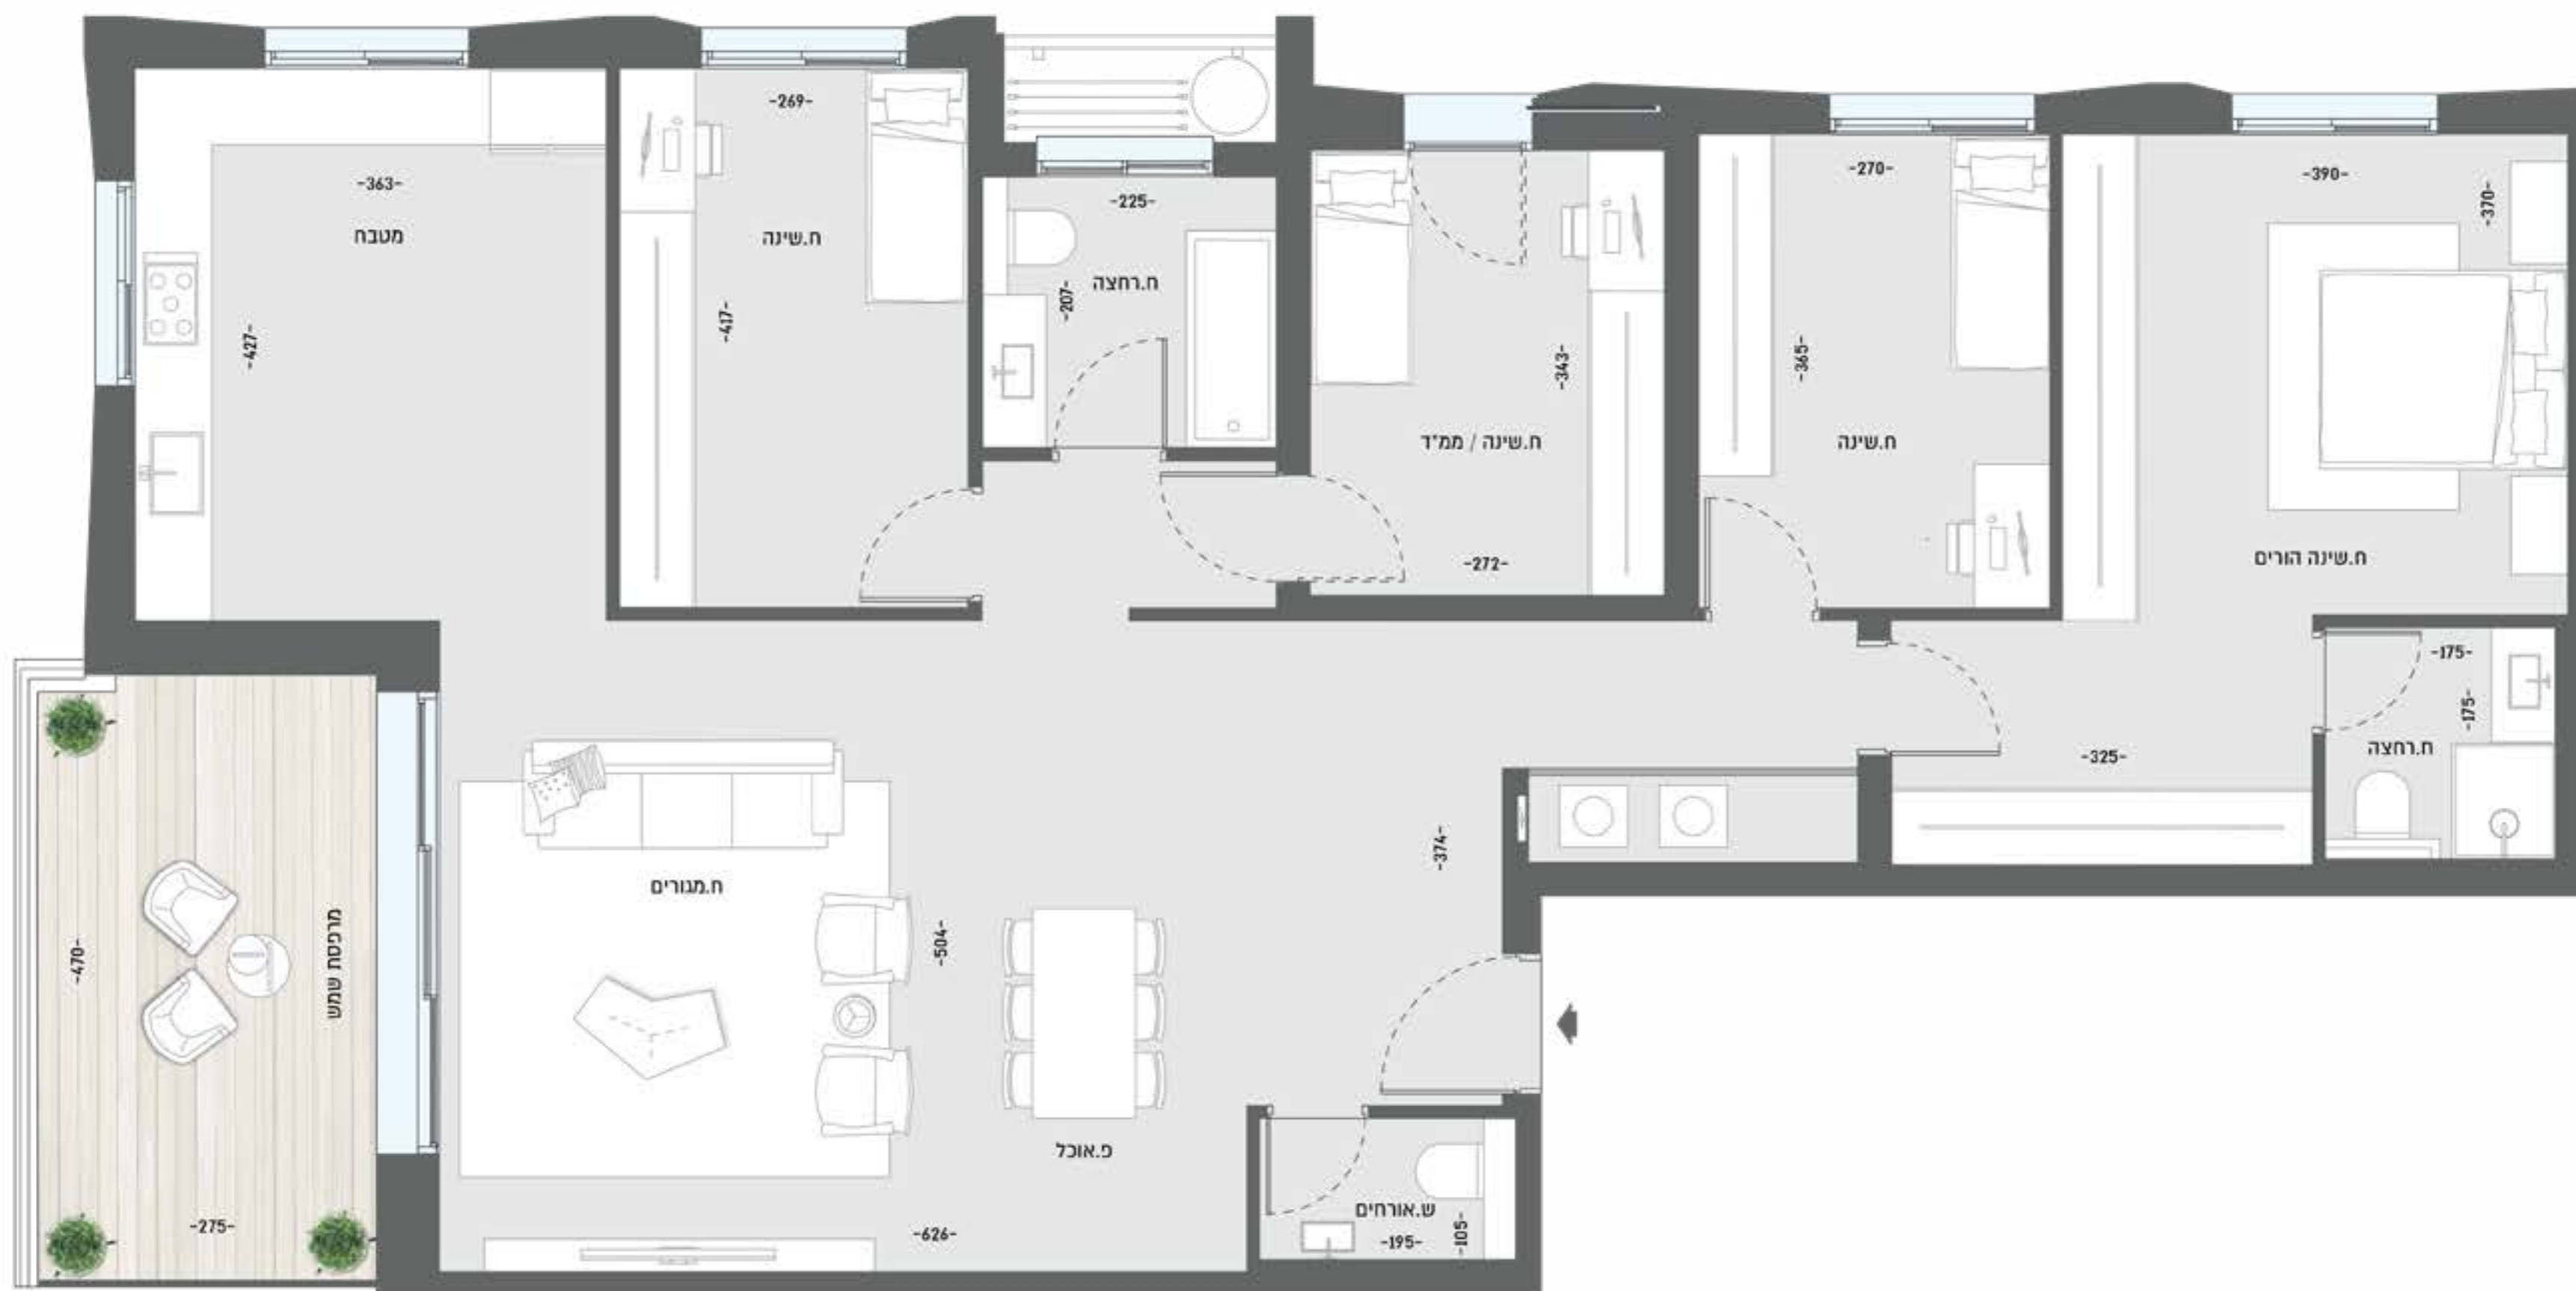 -363-
מטבח
-427-
-269-
ח.שינה
-417-
-225-
ח.רחצה
-207-
-343-
ח.שינה / ממ"ד
-272-
-270-
-365-
ח.שינה
-390-
-370-
ח.שינה הורים
-175-
-175-
ח.רחצה
-325-
-374-
ח.מגורים
-504-
פ.אוכל
-626-
ש.אורחים
-195-
-105-
מרפסת שמש
-470-
-275-